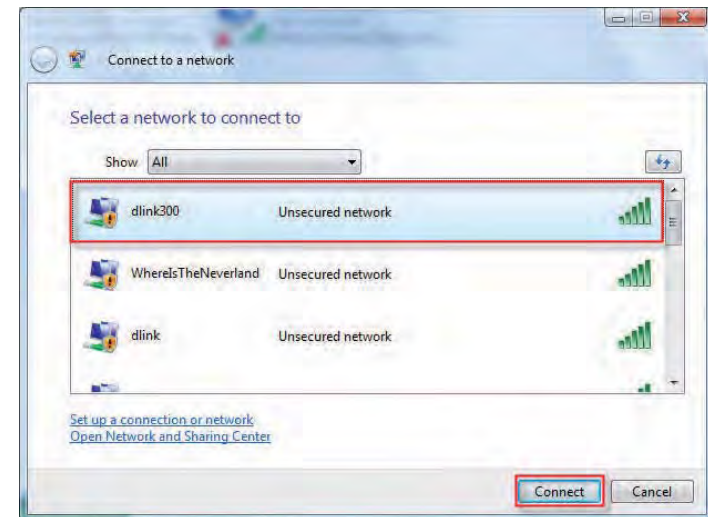 Connect to a network
Select a network to connect to
Show All
dlink300 Unsecured network
WhereIsTheNeverland Unsecured network
dlink Unsecured network
Set up a connection or network
Open Network and Sharing Center
Connect Cancel